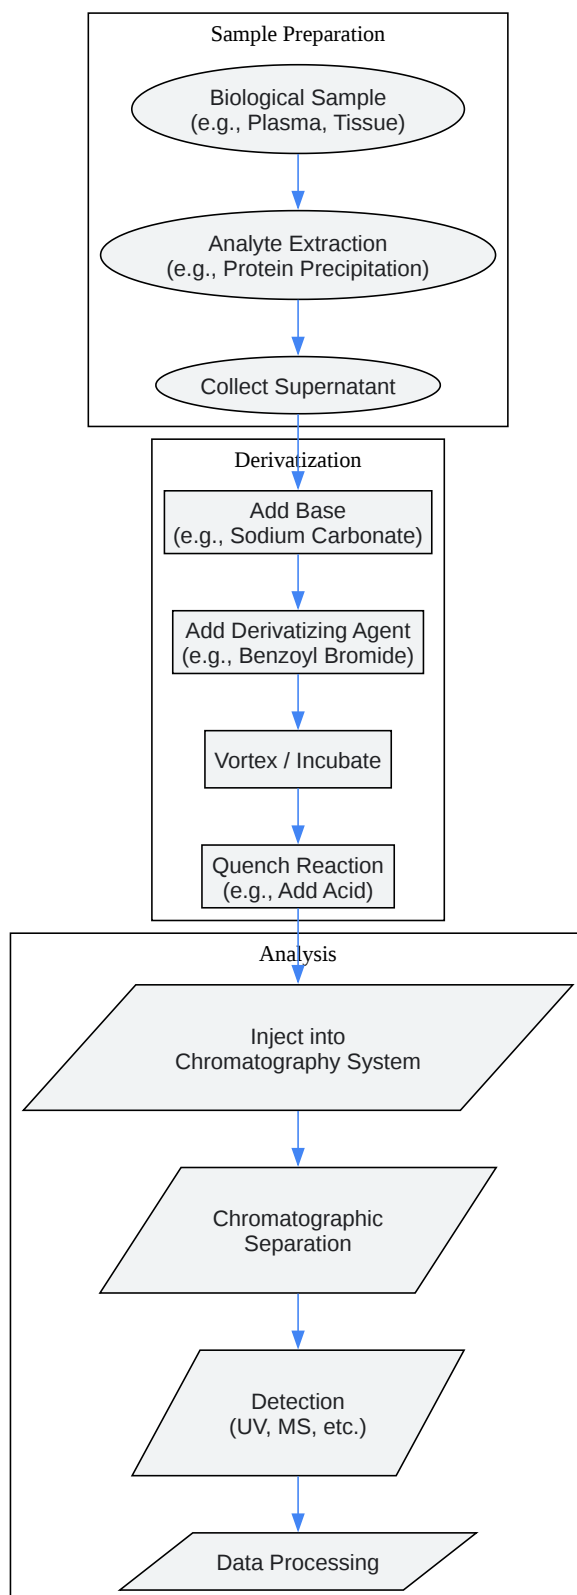 Sample Preparation
Biological Sample
(e.g., Plasma, Tissue)
Analyte Extraction
(e.g., Protein Precipitation)
Collect Supernatant
Derivatization
Add Base
(e.g., Sodium Carbonate)
Add Derivatizing Agent
(e.g., Benzoyl Bromide)
Vortex / Incubate
Quench Reaction
(e.g., Add Acid)
Analysis
Inject into
Chromatography System
Chromatographic
Separation
Detection
(UV, MS, etc.)
Data Processing